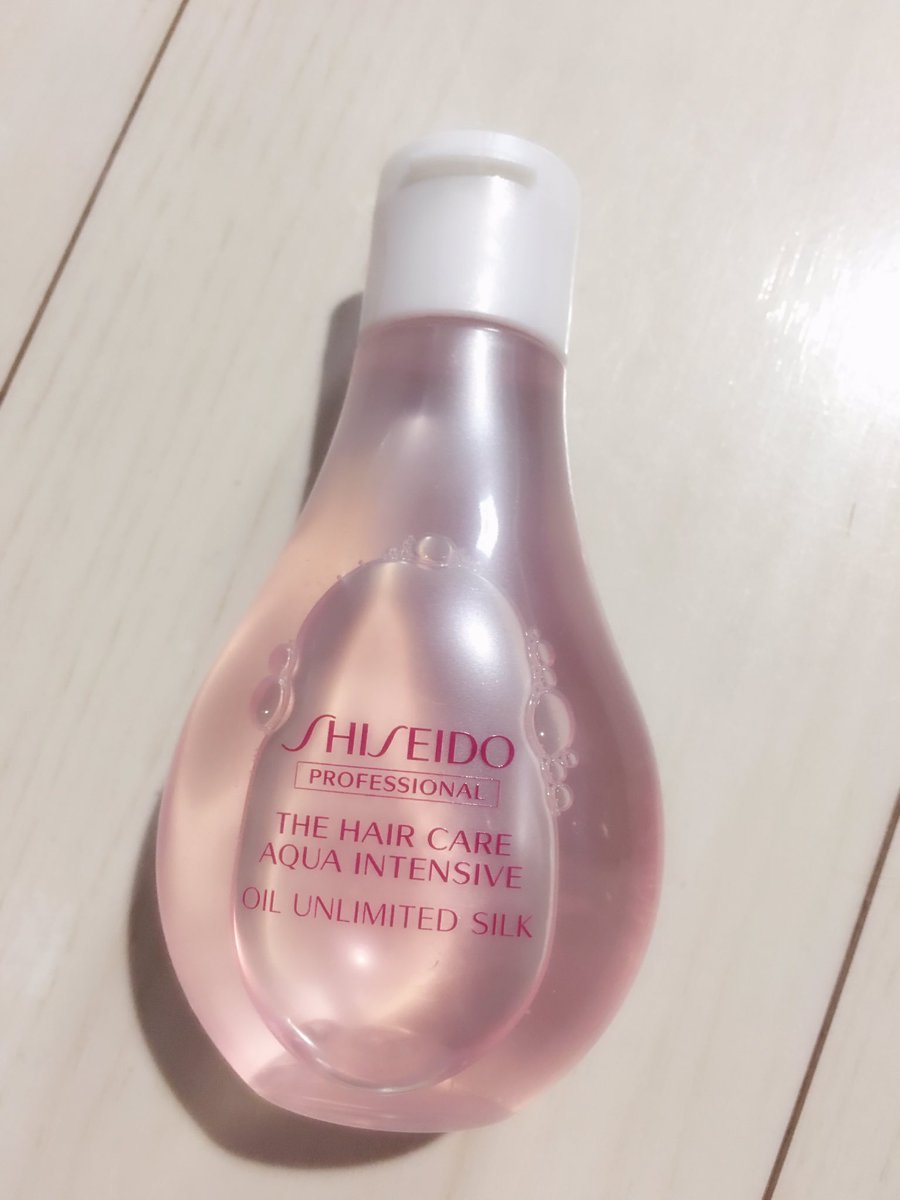 SHISEIDO
PROFESSIONAL
THE HAIR CARE
AQUA INTENSIVE
OIL UNLIMITED SILK